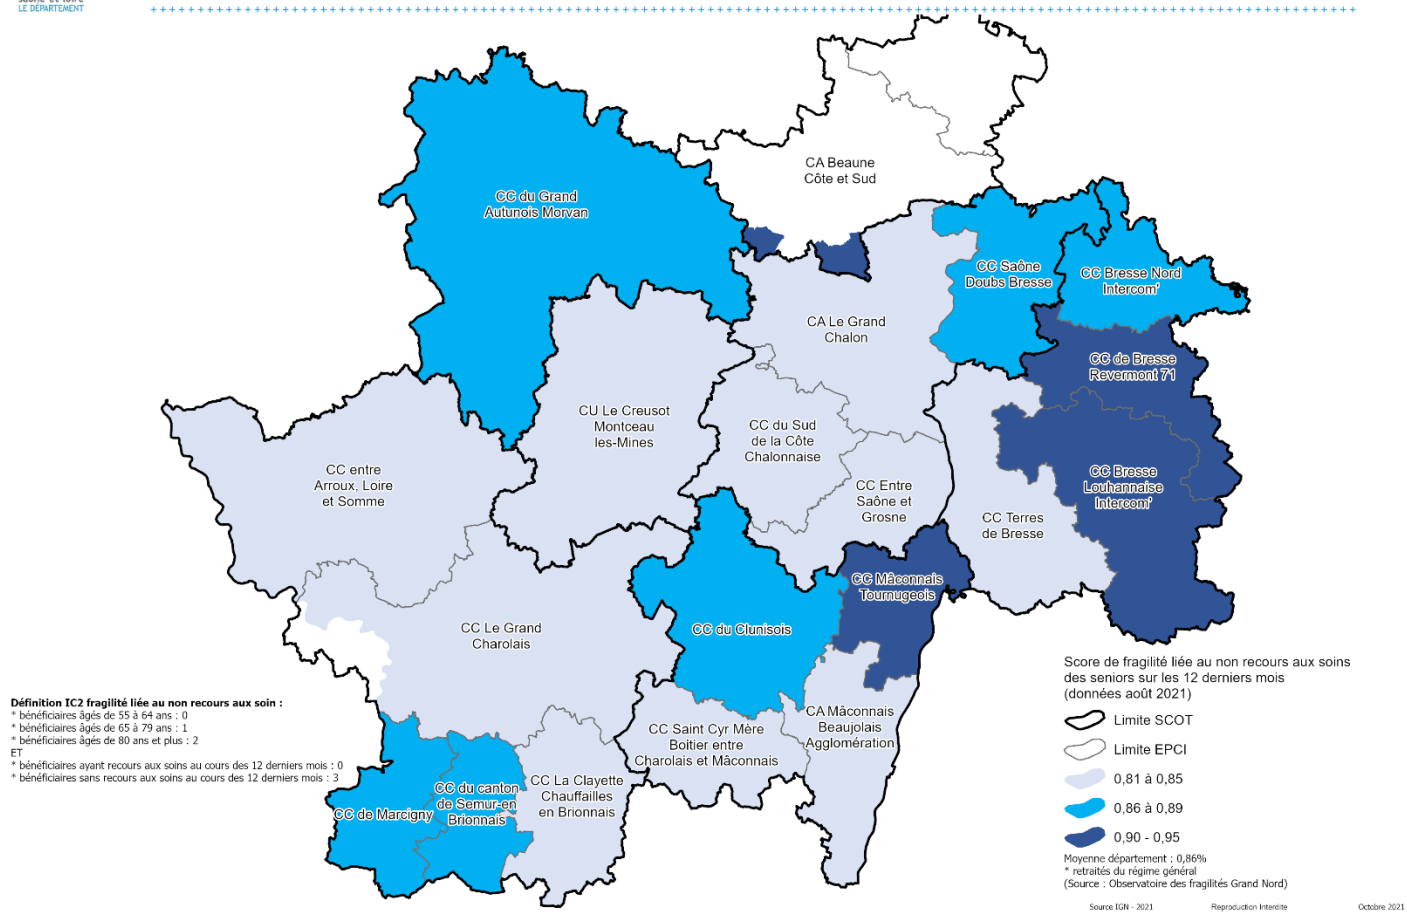 LE DÉPARTEMENT
CA Beaune
Côte et Sud
CC du Grand
Autunois Morvan
CC Saône
Doubs Bresse
CC Bresse Nord
Intercom'
CA Le Grand
Chalon
CC de Bresse
Revermont 71
CU Le Creusot
Montceau
les-Mines
CC du Sud
de la Côte
Chalonnaise
CC entre
Arroux, Loire
et Somme
CC Entre
Saône et
Grosne
CC Bresse
Louhannaise
Intercom'
CC Terres
de Bresse
CC Mâconnais
Tournugeois
CC Le Grand
Charolais
CC du Clunisois
CA Mâconnais
Beaujolais
Agglomération
CC Saint Cyr Mère
Boitier entre
Charolais et Mâconnais
CC La Clayette
Chauffailles
en Brionnais
CC du canton
de Semur-en
Brionnais
CC de Marcigny
Définition IC2 fragilité liée au non recours aux soin :
* bénéficiaires âgés de 55 à 64 ans : 0
* bénéficiaires âgés de 65 à 79 ans : 1
* bénéficiaires âgés de 80 ans et plus : 2
ET
* bénéficiaires ayant recours aux soins au cours des 12 derniers mois : 0
* bénéficiaires sans recours aux soins au cours des 12 derniers mois : 3
Score de fragilité liée au non recours aux soins
des seniors sur les 12 derniers mois
(données août 2021)
Limite SCOT
Limite EPCI
0,81 à 0,85
0,86 à 0,89
0,90 - 0,95
Moyenne département : 0,86%
* retraités du régime général
(Source : Observatoire des fragilités Grand Nord)
Source IGN - 2021 Reproduction Interdite Octobre 2021